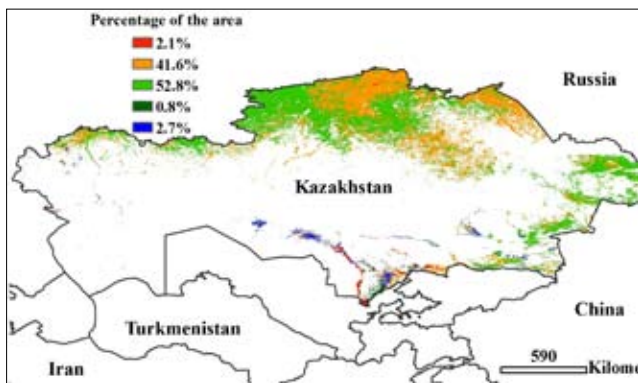 Percentage of the area
2.1%
41.6%
52.8%
0.8%
2.7%
Russia
Kazakhstan
China
Turkmenistan
Iran
590
Kilome